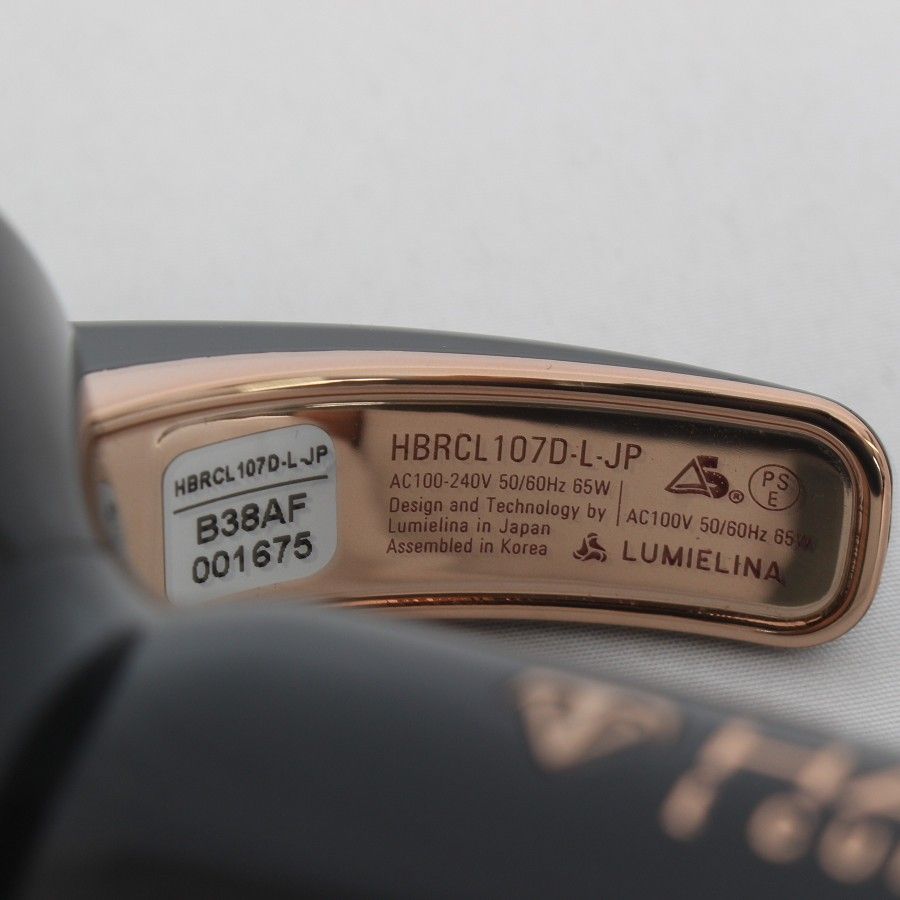 HBRCL107D-L-JP
B38AF
001675
HBRCL107D-L-JP
AC100-240V 50/60Hz 65W
Design and Technology by
Lumielina in Japan
Assembled in Korea
PS
E
AC100V 50/60Hz 65W
LUMIELINA